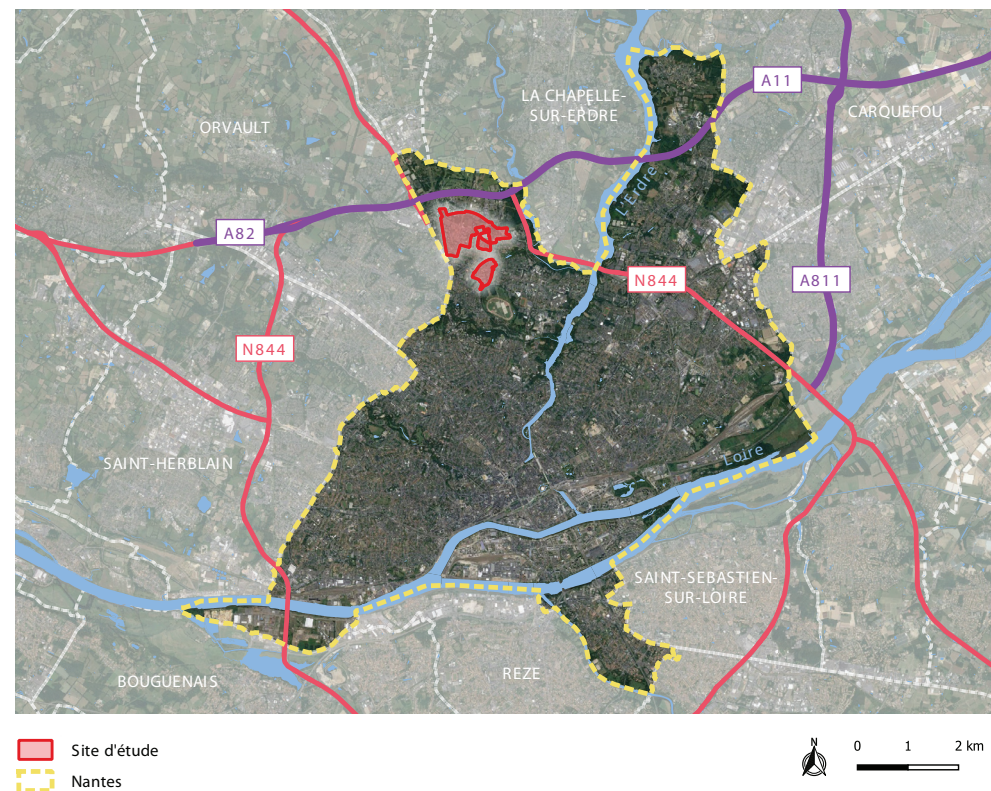 A11
LA CHAPELLE-
SUR-ERDRE
CARQUEFOU
ORVAULT
L'Erdre
A82
N844
A811
N844
SAINT-HERBLAIN
Loire
SAINT-SEBASTIEN-
SUR-LOIRE
REZE
BOUGUENAIS
Site d'étude
Nantes
N
0 1 2 km